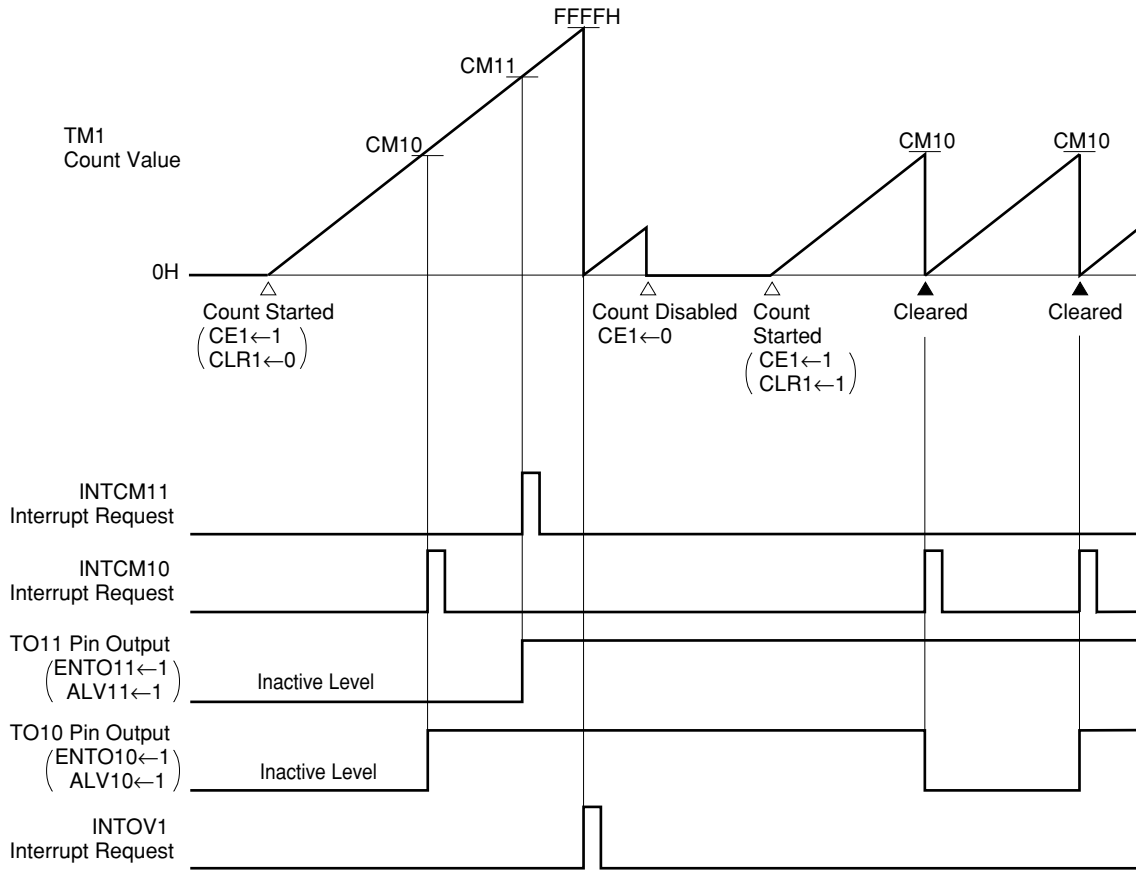 FFFFH
CM11
CM10
TM1
Count Value
CM10
CM10
0H
Count Started
( CE1←1
CLR1←0 )
Count Disabled
CE1←0
Count
Started
( CE1←1
CLR1←1 )
Cleared
Cleared
INTCM11
Interrupt Request
INTCM10
Interrupt Request
TO11 Pin Output
( ENTO11←1
ALV11←1 )
Inactive Level
TO10 Pin Output
( ENTO10←1
ALV10←1 )
Inactive Level
INTOV1
Interrupt Request